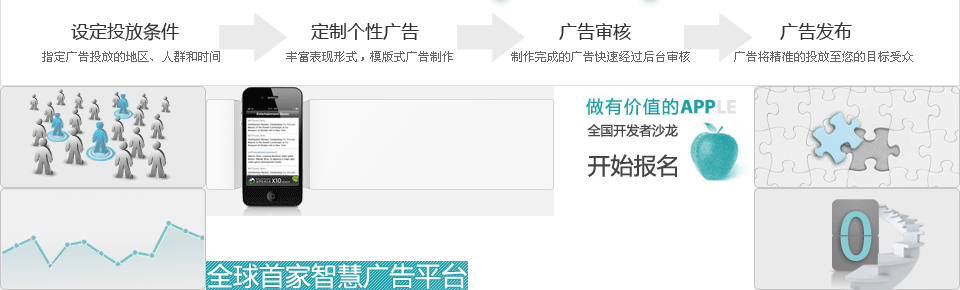 设定投放条件
指定广告投放的地区、人群和时间
定制个性广告
丰富表现形式，模版式广告制作
广告审核
制作完成的广告快速经过后台审核
广告发布
广告将精准的投放至您的目标受众
做有价值的APPLE
全国开发者沙龙
开始报名
X10
0
全球首家智慧广告平台